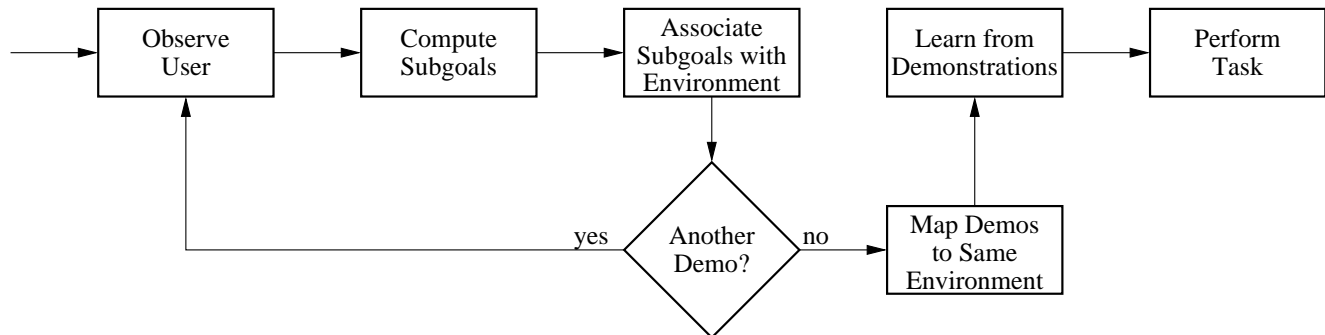 Observe
User
Compute
Subgoals
Associate
Subgoals with
Environment
Learn from
Demonstrations
Perform
Task
yes
Another
Demo?
no
Map Demos
to Same
Environment